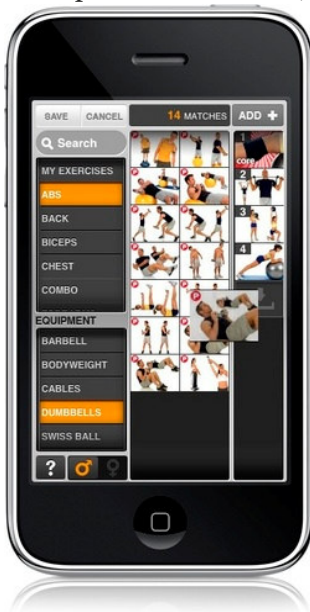 SAVE CANCEL 14 MATCHES ADD +
Search
MY EXERCISES
ABS
BACK
BICEPS
CHEST
COMBO
EQUIPMENT
BARBELL
BODYWEIGHT
CABLES
DUMBBELLS
SWISS BALL
?
1
core
2
3
4